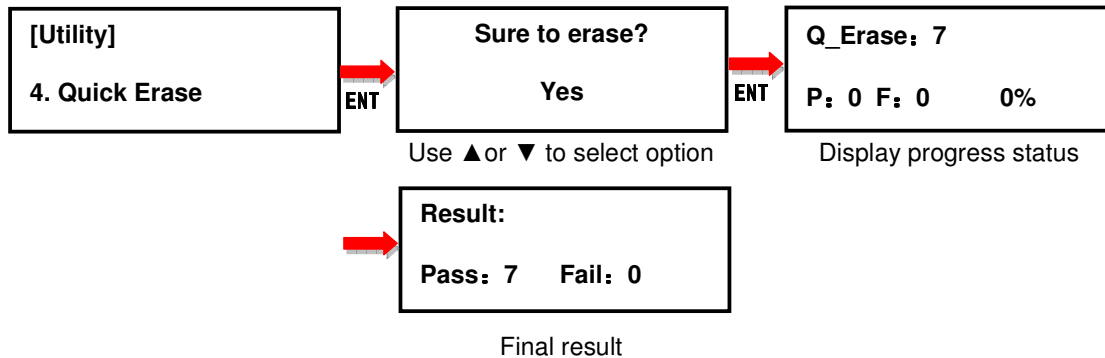 [Utility]
4. Quick Erase
ENT
Sure to erase?
Yes
Use ▲or ▼ to select option
ENT
Q_Erase：7
P：0 F：0 0%
Display progress status
Result:
Pass：7 Fail：0
Final result